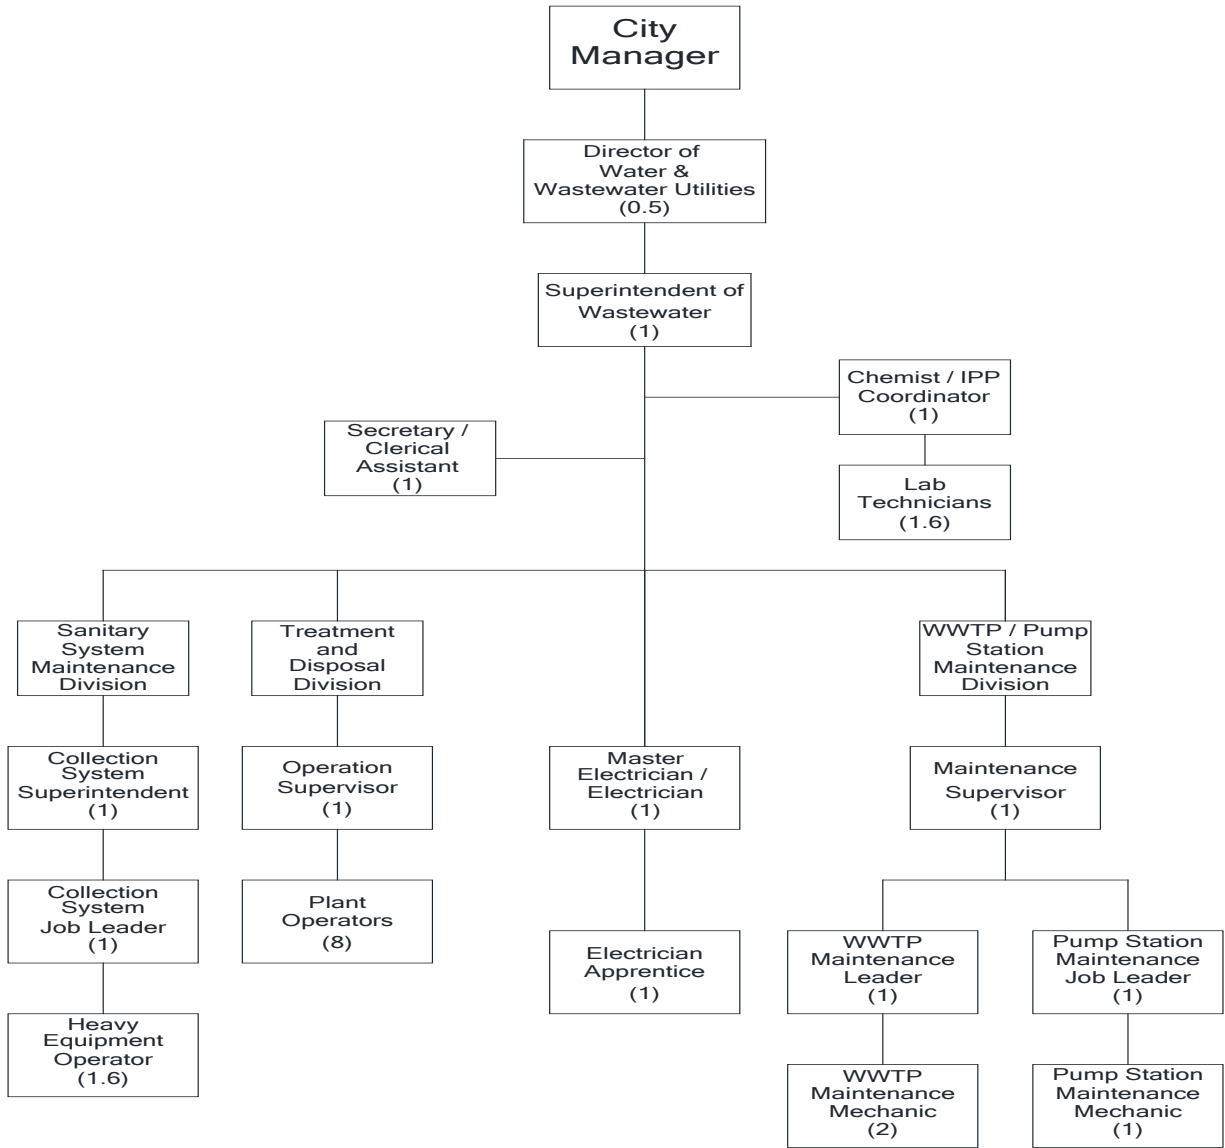 City
Manager
Director of
Water &
Wastewater Utilities
(0.5)
Superintendent of
Wastewater
(1)
Chemist / IPP
Coordinator
(1)
Secretary /
Clerical
Assistant
(1)
Lab
Technicians
(1.6)
Sanitary
System
Maintenance
Division
Treatment
and
Disposal
Division
WWTP / Pump
Station
Maintenance
Division
Collection
System
Superintendent
(1)
Operation
Supervisor
(1)
Master
Electrician /
Electrician
(1)
Maintenance
Supervisor
(1)
Collection
System
Job Leader
(1)
Plant
Operators
(8)
Electrician
Apprentice
(1)
WWTP
Maintenance
Leader
(1)
Pump Station
Maintenance
Job Leader
(1)
Heavy
Equipment
Operator
(1.6)
WWTP
Maintenance
Mechanic
(2)
Pump Station
Maintenance
Mechanic
(1)